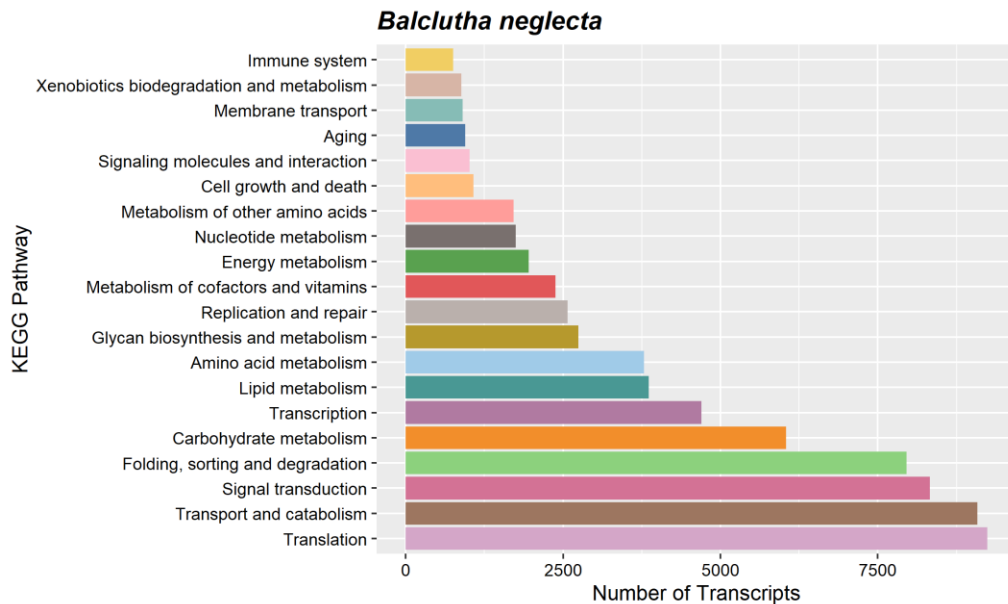 Balclutha neglecta
KEGG Pathway
Immune system
Xenobiotics biodegradation and metabolism
Membrane transport
Aging
Signaling molecules and interaction
Cell growth and death
Metabolism of other amino acids
Nucleotide metabolism
Energy metabolism
Metabolism of cofactors and vitamins
Replication and repair
Glycan biosynthesis and metabolism
Amino acid metabolism
Lipid metabolism
Transcription
Carbohydrate metabolism
Folding, sorting and degradation
Signal transduction
Transport and catabolism
Translation
0 2500 5000 7500
Number of Transcripts